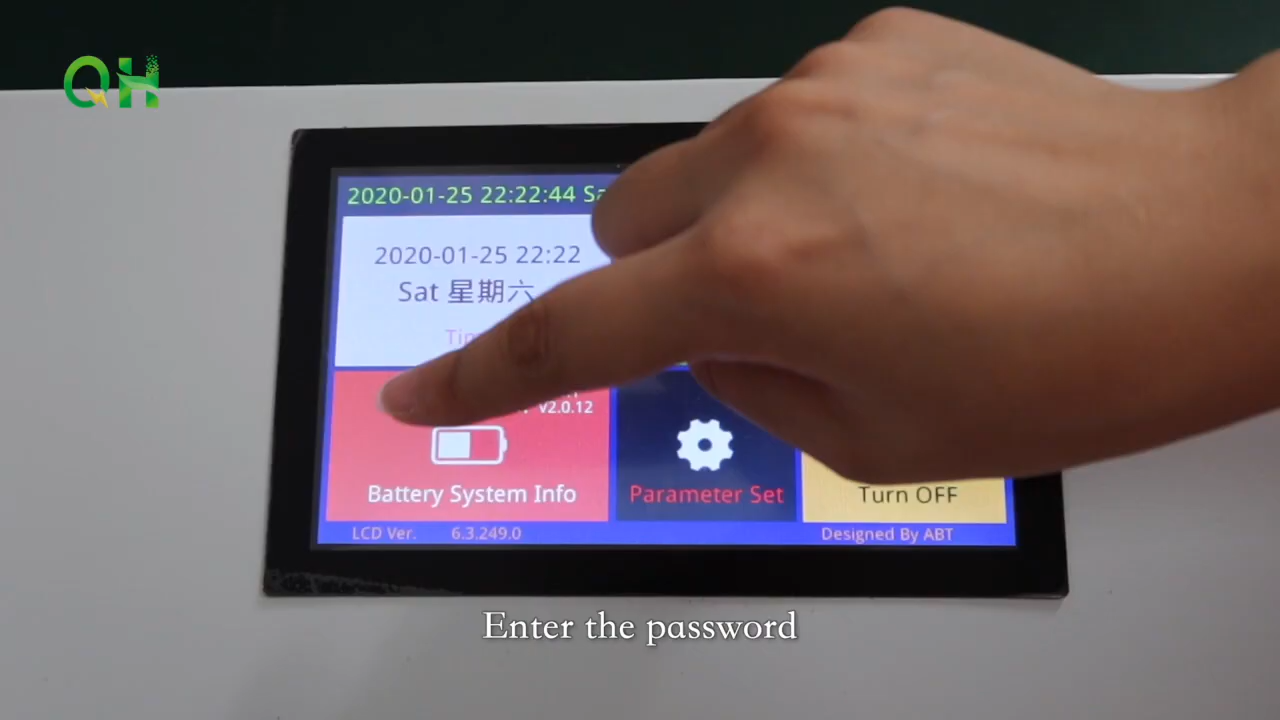 QH
2020-01-25 22:22:44
2020-01-25 22:22
Sat 星期六
v2.0.12
Battery System Info
Parameter Set
Turn OFF
LCD Ver. 6.3.249.0
Designed By ABT
Enter the password